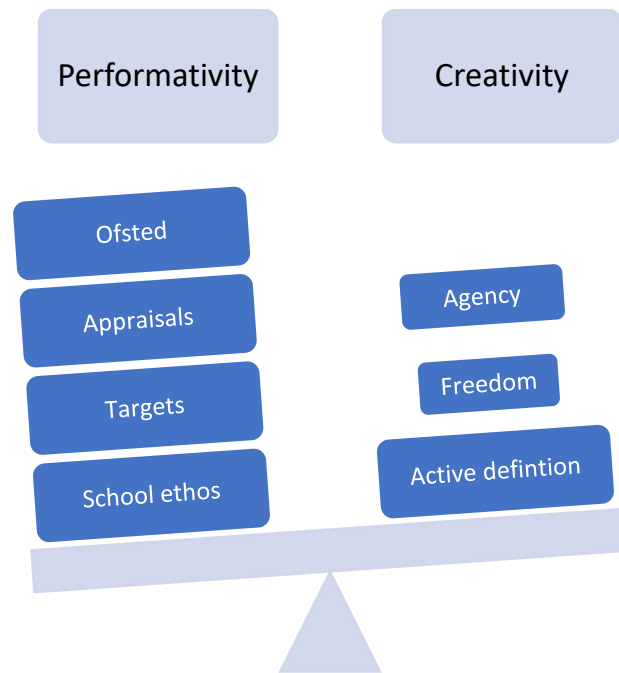 Performativity
Creativity
Ofsted
Appraisals
Targets
School ethos
Agency
Freedom
Active defintion